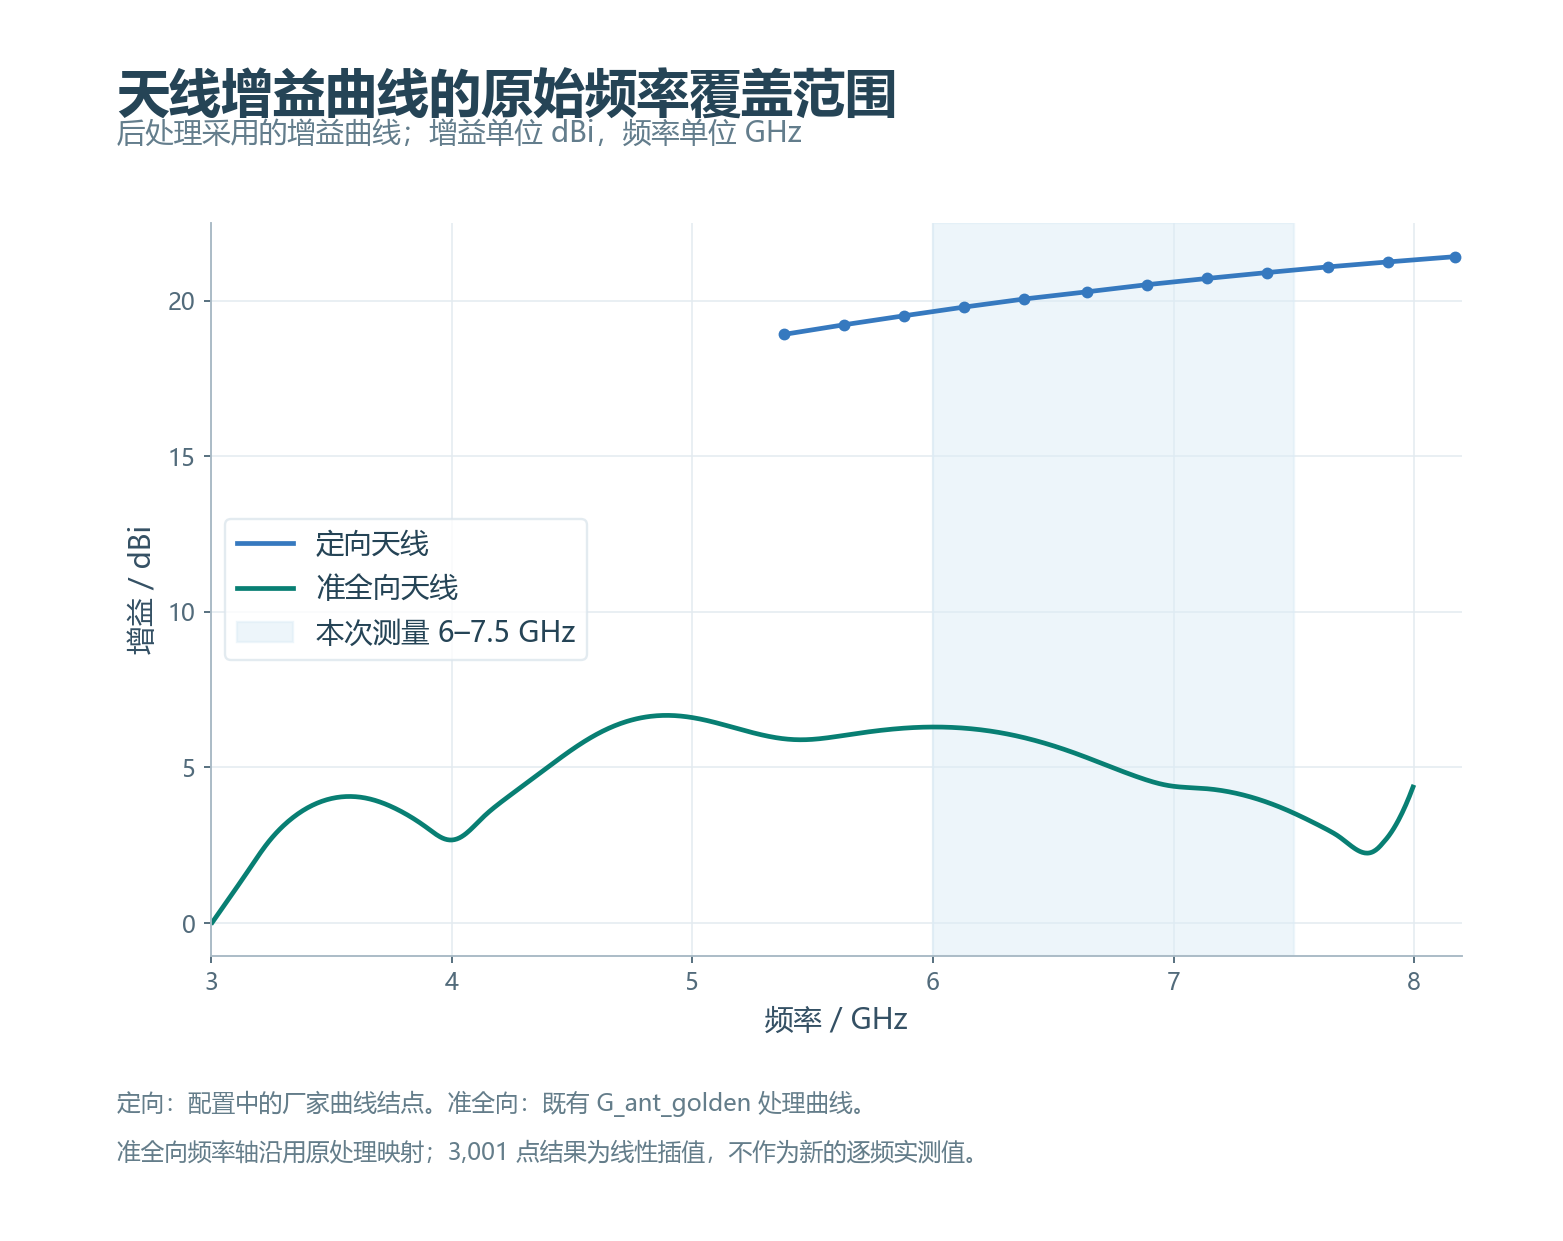 天线增益曲线的原始频率覆盖范围
后处理采用的增益曲线；增益单位 dBi，频率单位 GHz
20
15
10
5
0
增益 / dBi
定向天线
准全向天线
本次测量 6–7.5 GHz
3 4 5 6 7 8
频率 / GHz
定向：配置中的厂家曲线结点。准全向：既有 G_ant_golden 处理曲线。
准全向频率轴沿用原处理映射；3,001 点结果为线性插值，不作为新的逐频实测值。